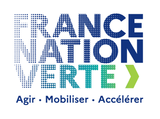 FRANCE
NATION
VERTE
Agir • Mobiliser • Accélérer